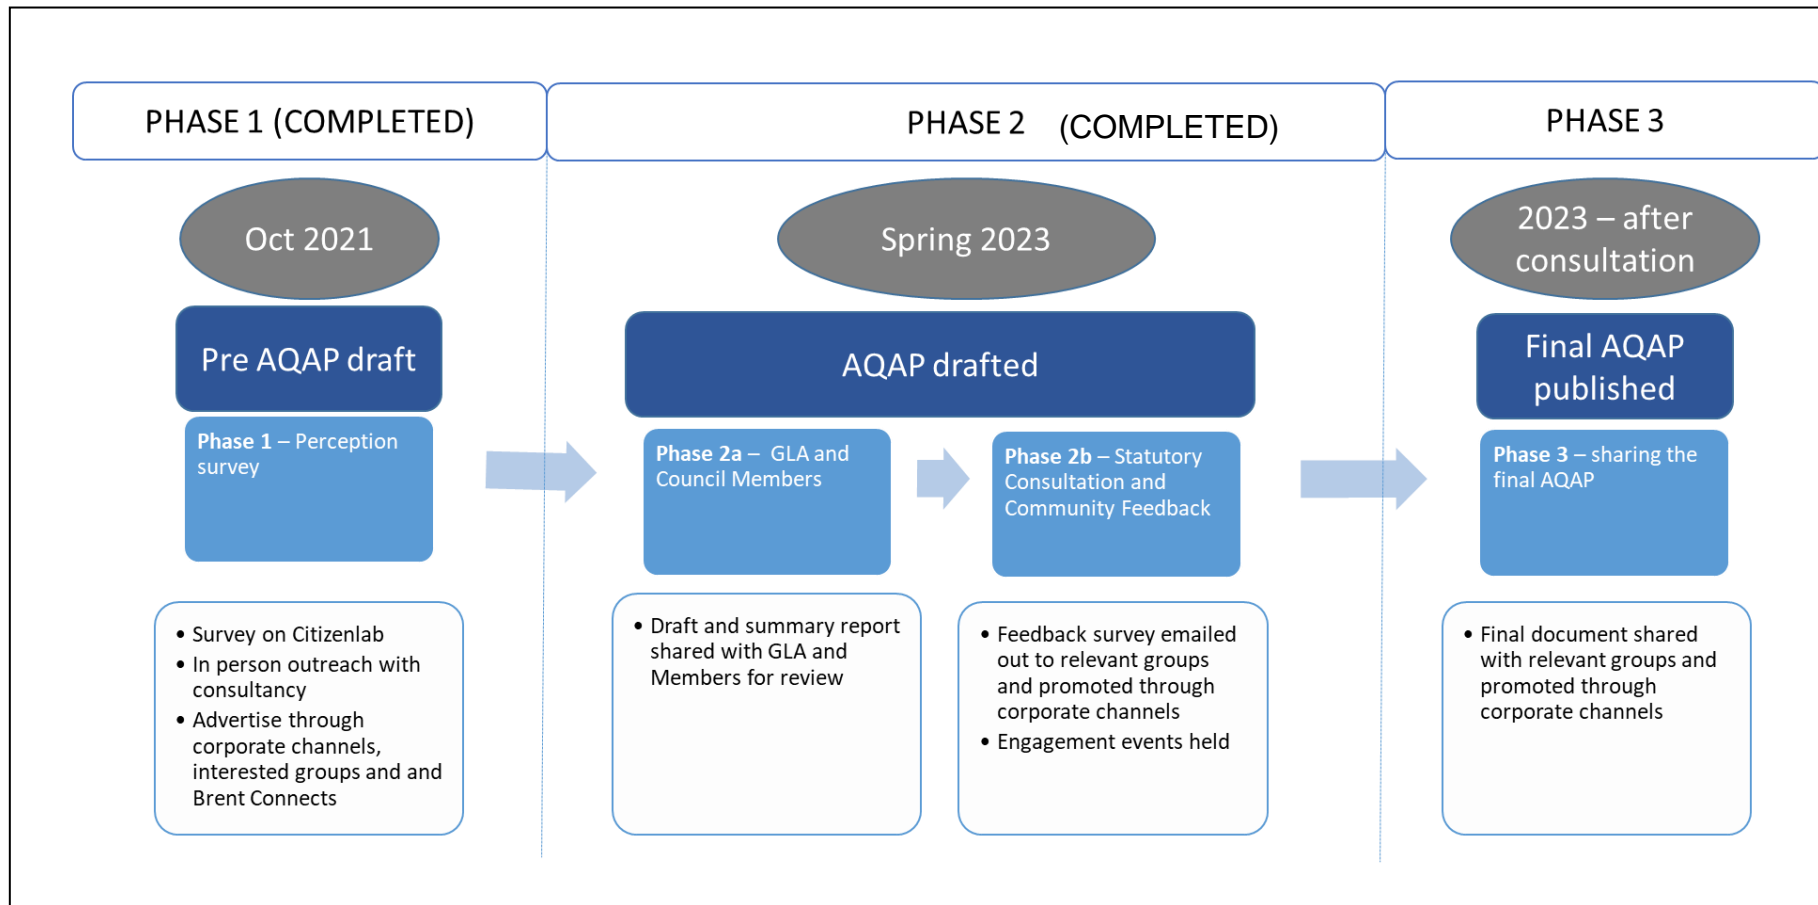 PHASE 1 (COMPLETED)
PHASE 2 (COMPLETED)
PHASE 3
Oct 2021
Spring 2023
2023 – after
consultation
Pre AQAP draft
AQAP drafted
Final AQAP
published
Phase 1 – Perception
survey
Phase 2a – GLA and
Council Members
Phase 2b – Statutory
Consultation and
Community Feedback
Phase 3 – sharing the
final AQAP
• Survey on Citizenlab
• In person outreach with
consultancy
• Advertise through
corporate channels,
interested groups and and
Brent Connects
• Draft and summary report
shared with GLA and
Members for review
• Feedback survey emailed
out to relevant groups
and promoted through
corporate channels
• Engagement events held
• Final document shared
with relevant groups and
promoted through
corporate channels